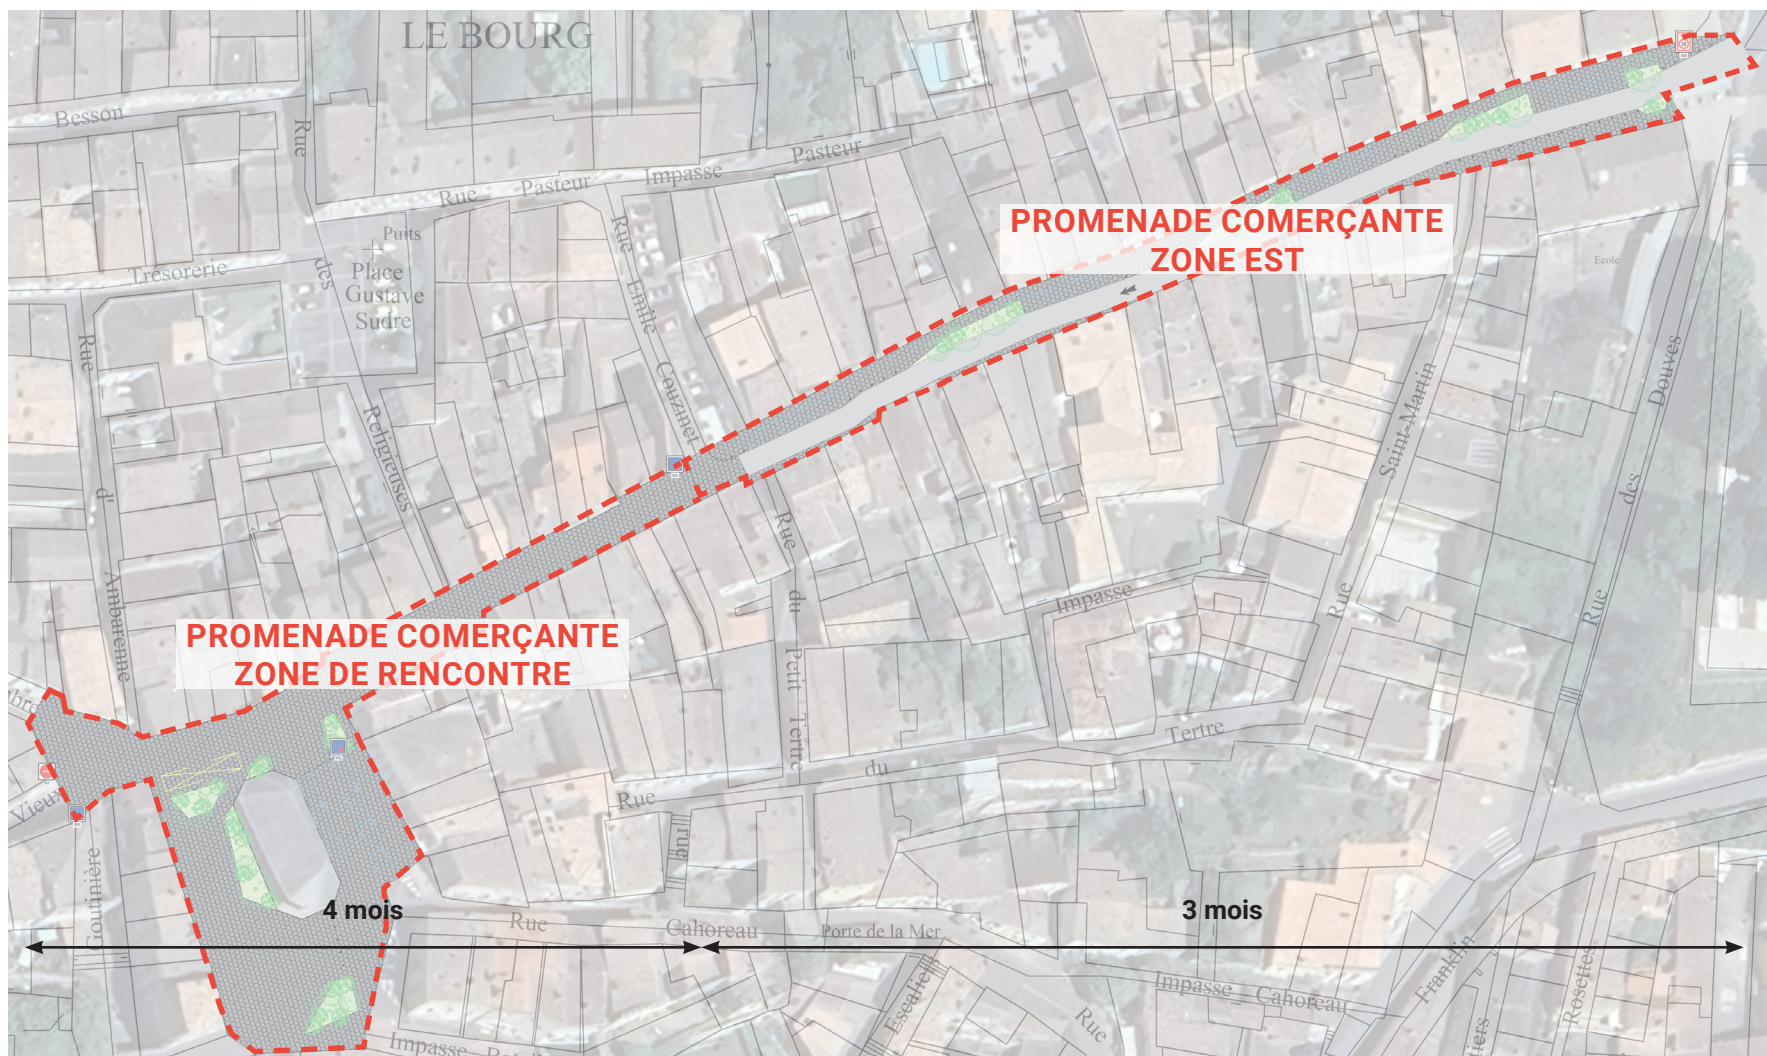 LE BOURG
Besson
Rue
Pasteur
Impasse
Pasteur
Rue
Puits
Place
Gustave
Sudre
Trésorerie
des
Rue
Emile
Couzinet
PROMENADE COMERÇANTE
ZONE EST
Ecole
Rue
Religieuses
d'
Ambarenne
Saint-Martin
Rue
Douves
des
Rue
Rue
du
Petit
Tertre
Impasse
PROMENADE COMERÇANTE
ZONE DE RENCONTRE
Tertre
du
Rue
Vieux
rue
4 mois
3 mois
Rue
Cahoreau
Porte de la Mer
Escaliers
Impasse
Cahoreau
Rue
Franklin
Rosettes
Impasse